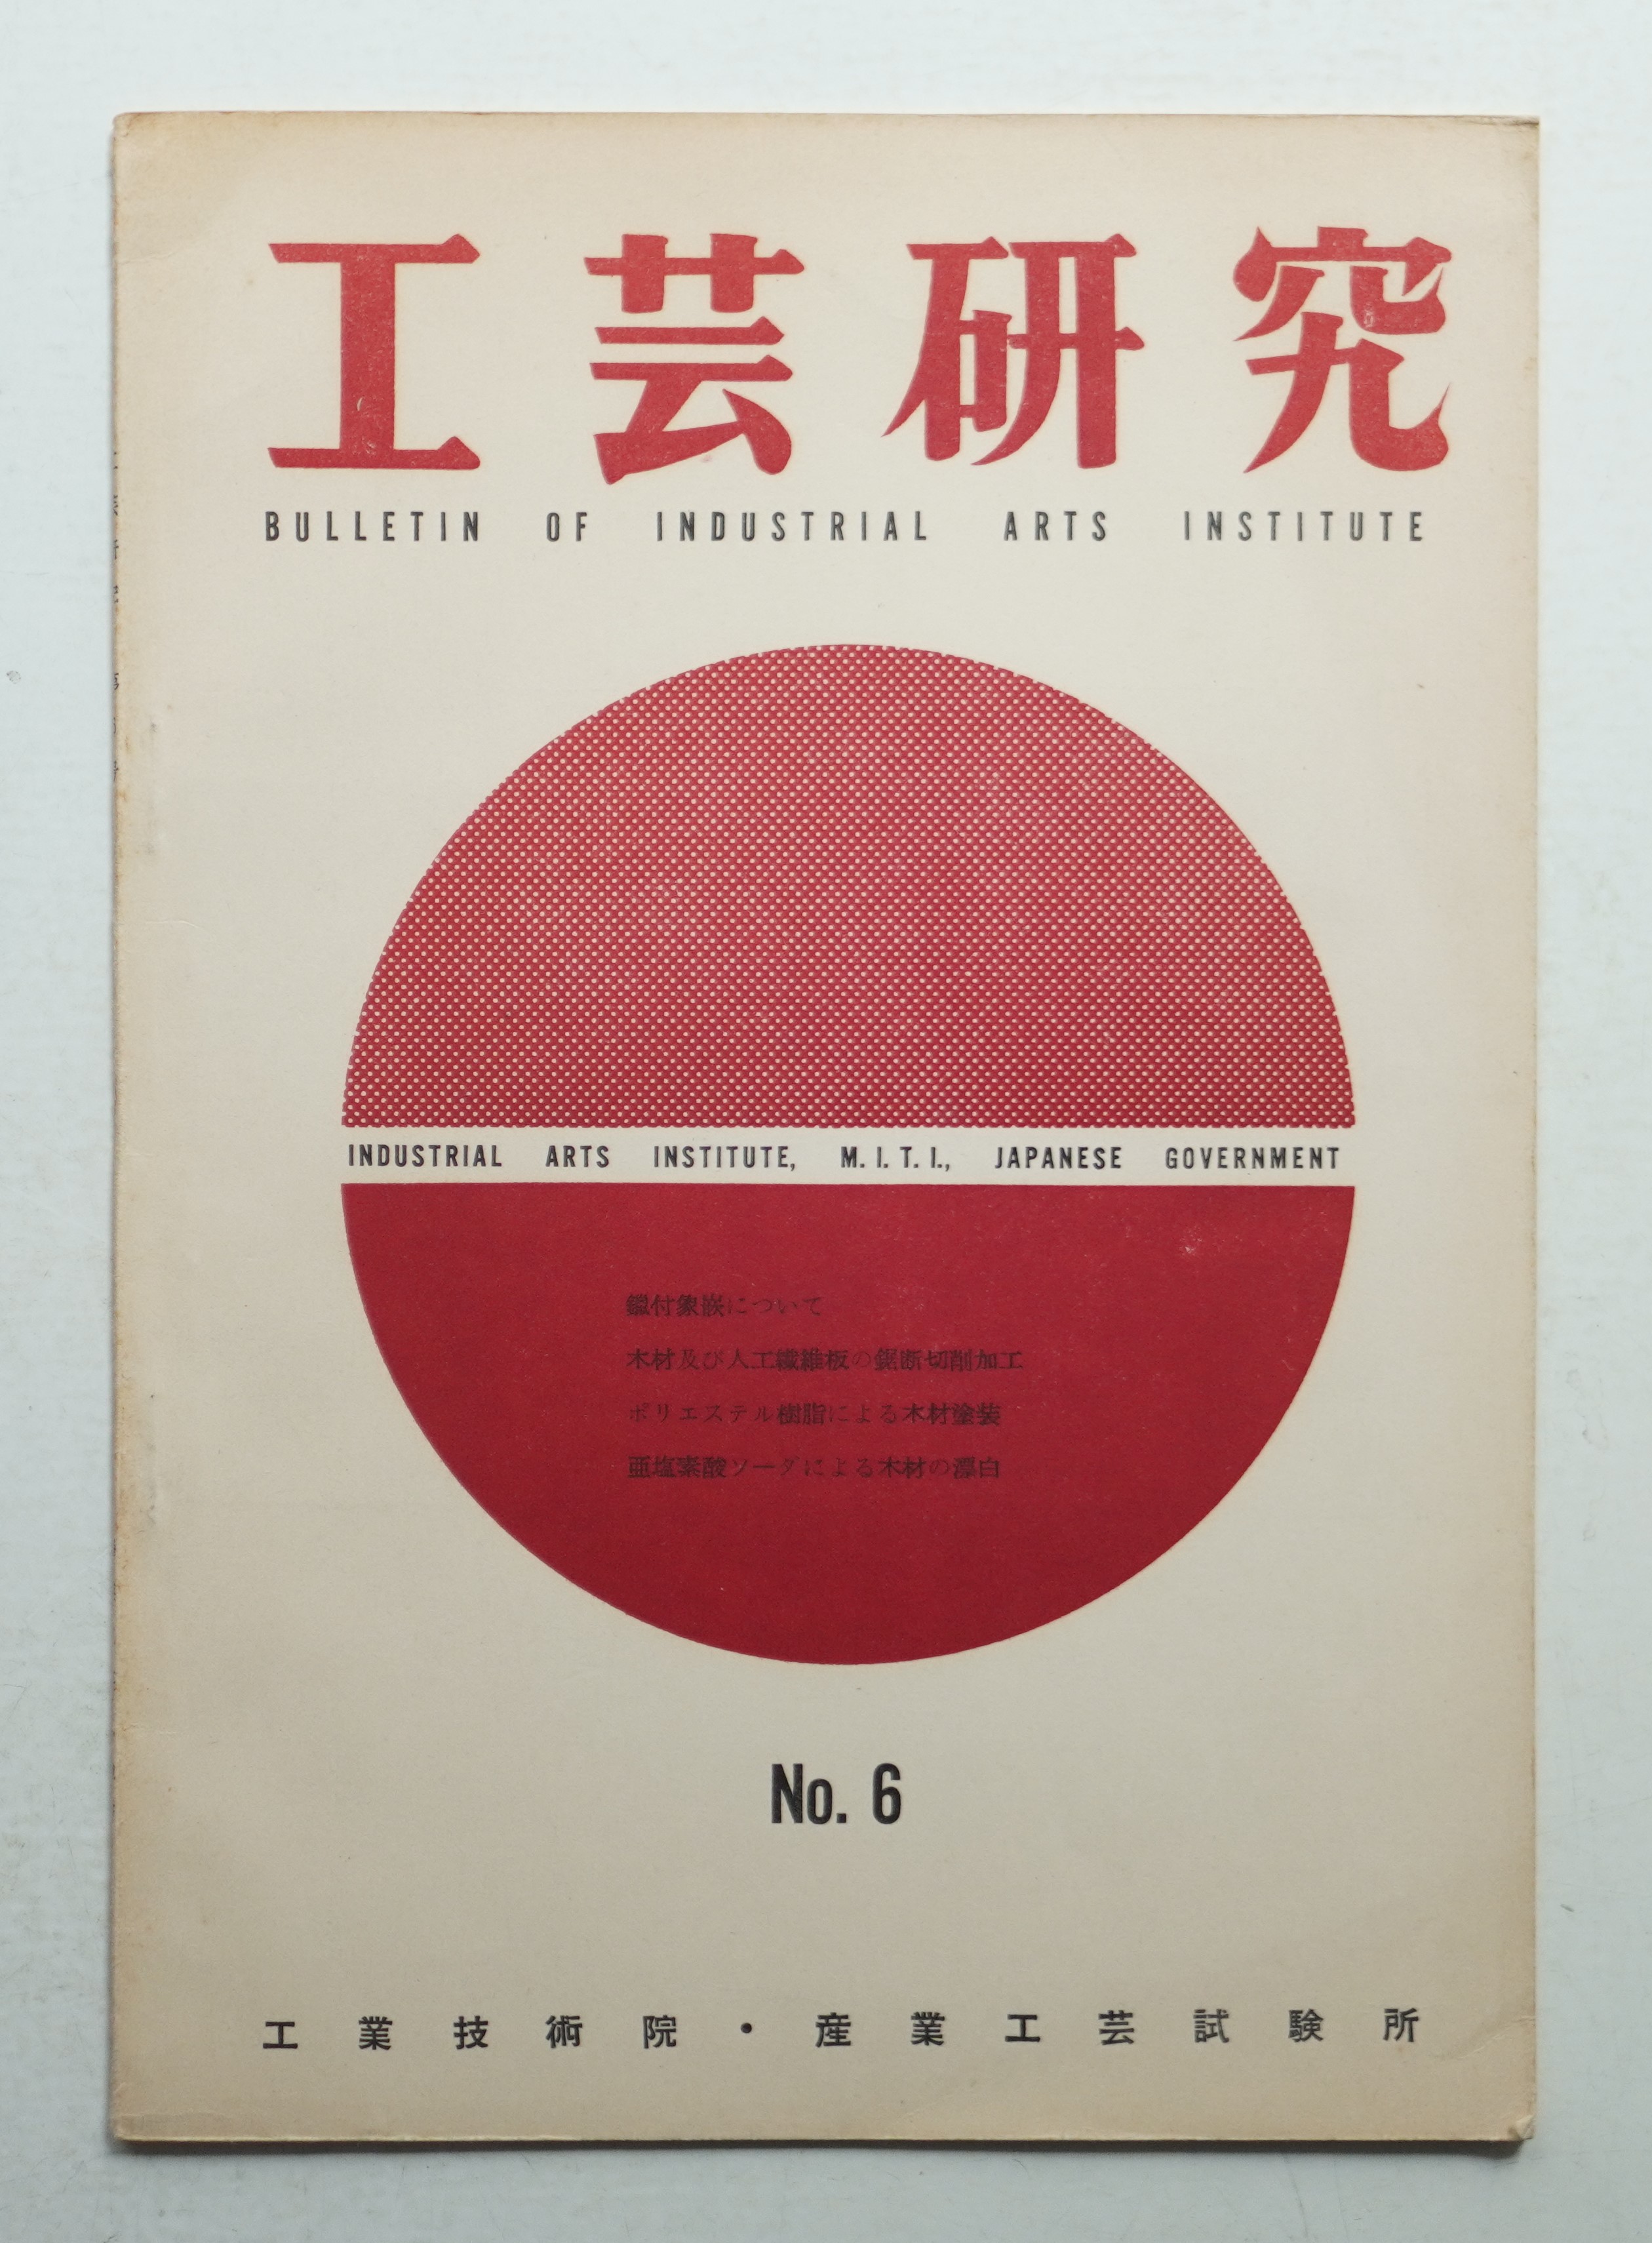 工芸研究
BULLETIN OF INDUSTRIAL ARTS INSTITUTE
INDUSTRIAL ARTS INSTITUTE, M. I. T. I., JAPANESE GOVERNMENT
鑞付象嵌について
木材及び人工繊維板の鋸断切削加工
ポリエステル樹脂による木材塗装
亜塩素酸ソーダによる木材の漂白
No. 6
工業技術院・産業工芸試験所